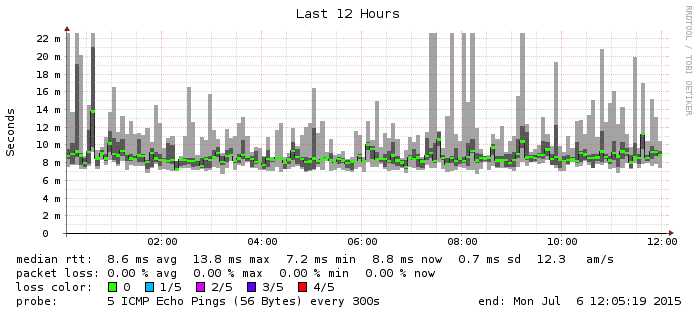 Last 12 Hours
RRDTOOL / TOBI OETIKER
Seconds
22 m
20 m
18 m
16 m
14 m
12 m
10 m
8 m
6 m
4 m
2 m
0
02:00 04:00 06:00 08:00 10:00 12:00
median rtt: 8.6 ms avg 13.8 ms max 7.2 ms min 8.8 ms now 0.7 ms sd 12.3 am/s
packet loss: 0.00 % avg 0.00 % max 0.00 % min 0.00 % now
loss color: 0 1/5 2/5 3/5 4/5
probe: 5 ICMP Echo Pings (56 Bytes) every 300s end: Mon Jul 6 12:05:19 2015